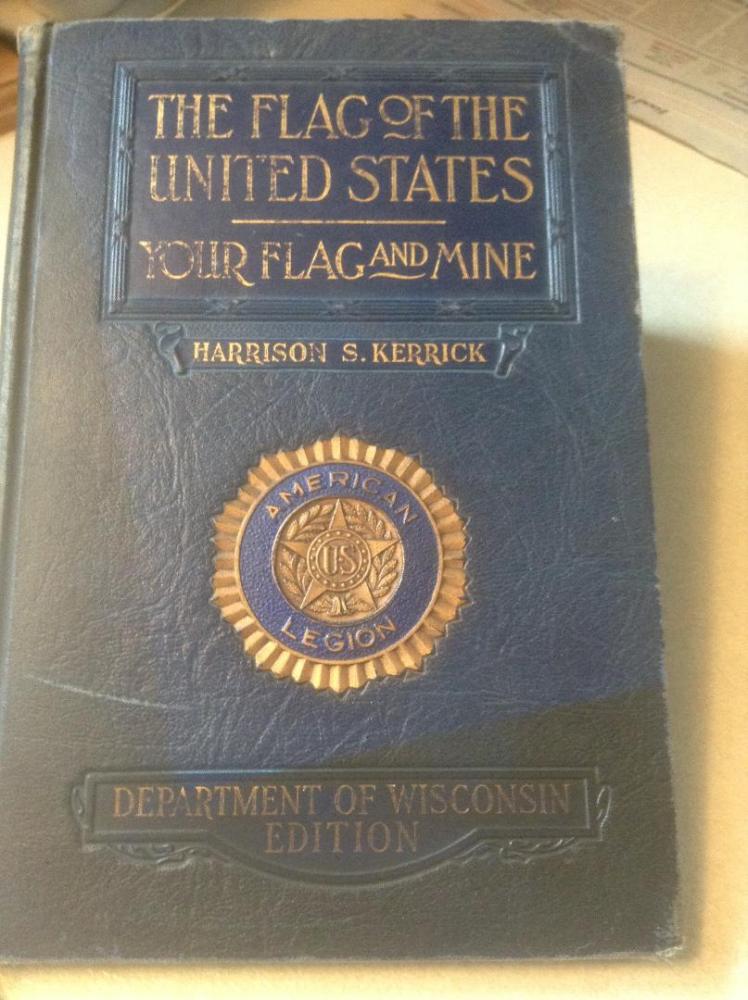 THE FLAG OF THE
UNITED STATES
YOUR FLAG AND MINE
HARRISON S. KERRICK
AMERICAN
US
LEGION
DEPARTMENT OF WISCONSIN
EDITION